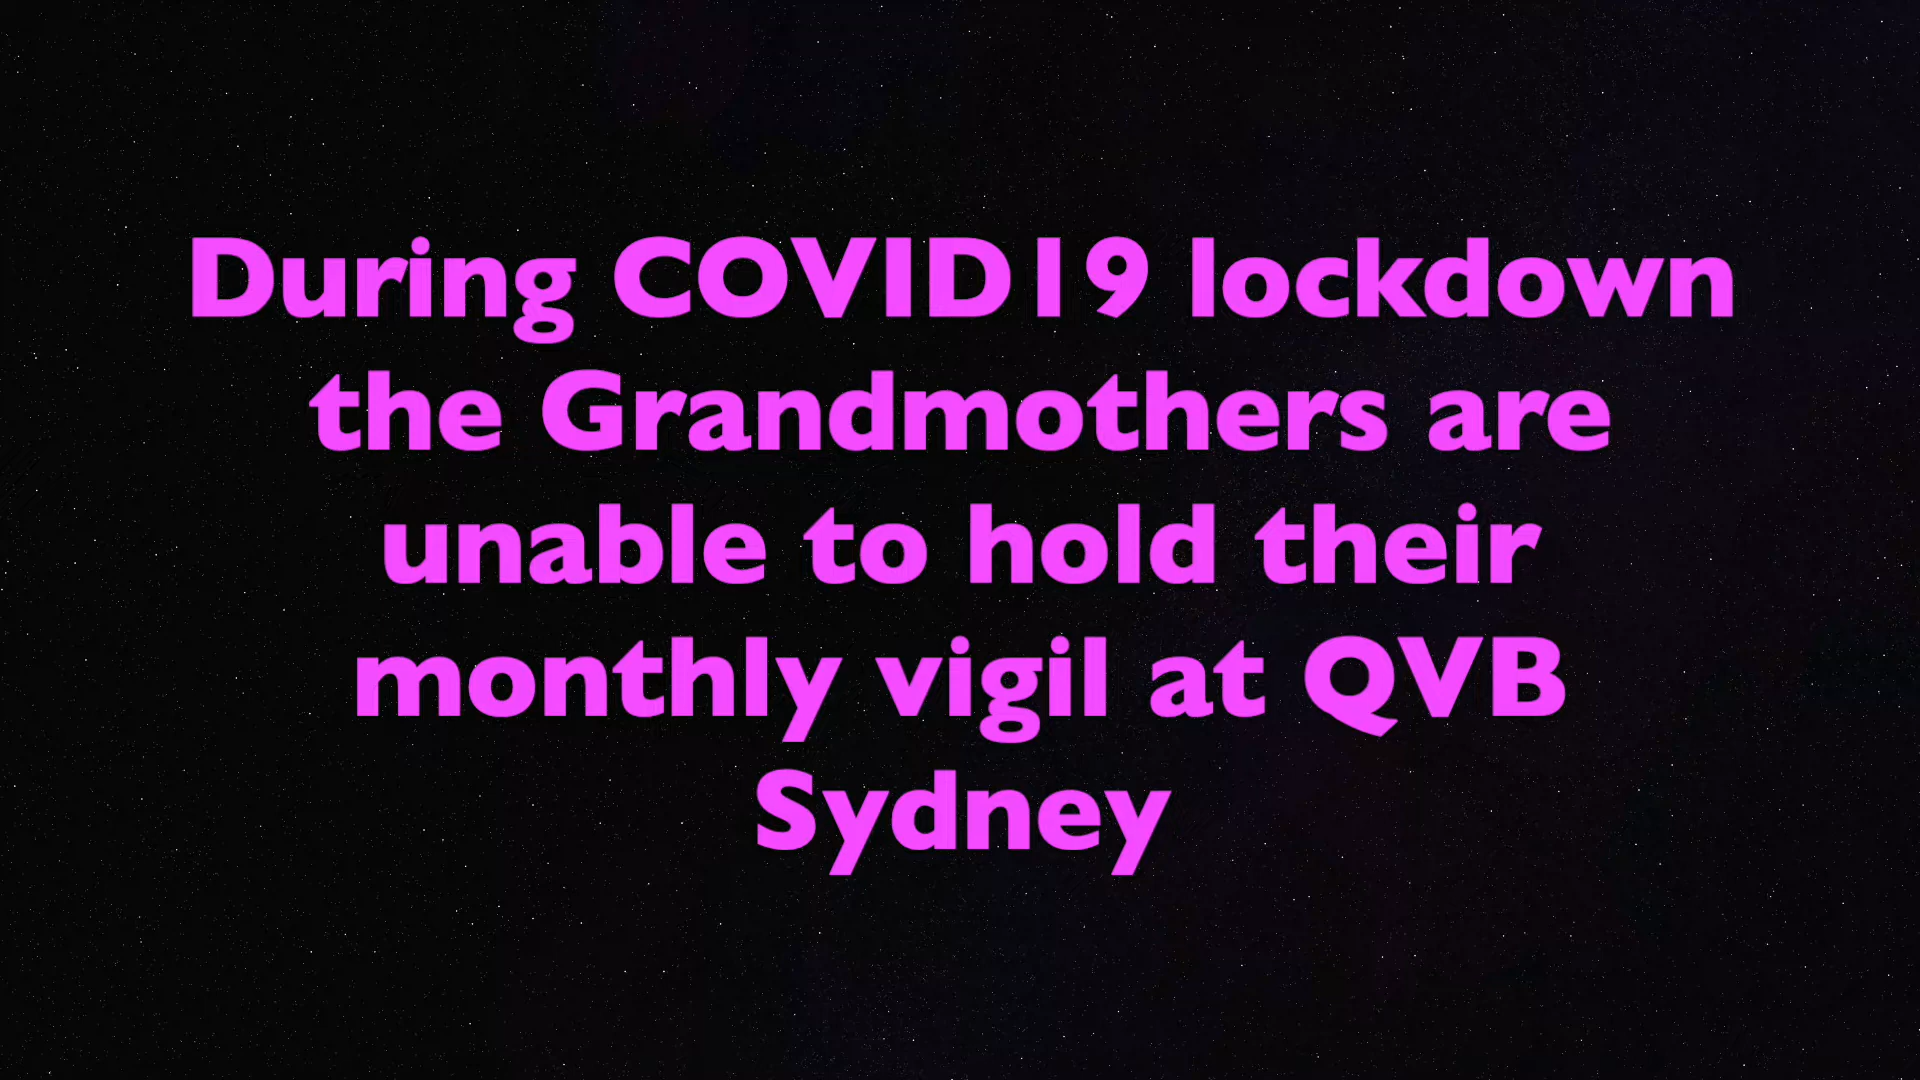 During COVID19 lockdown
the Grandmothers are
unable to hold their
monthly vigil at QVB
Sydney